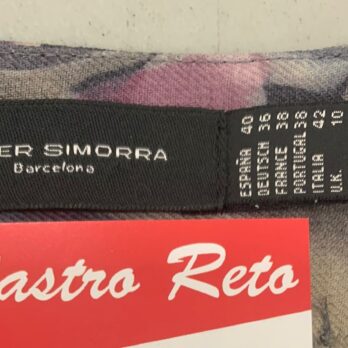 ER SIMORRA
Barcelona
ESPAÑA 40
DEUTSCH 36
FRANCE 38
PORTUGAL 38
ITALIA 42
U.K. 10
astro Reto